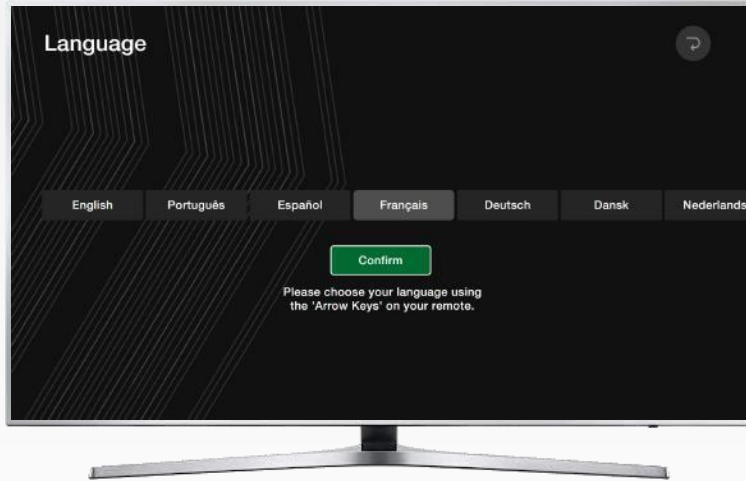 Language
English Português Español Français Deutsch Dansk Nederlands
Confirm
Please choose your language using
the 'Arrow Keys' on your remote.